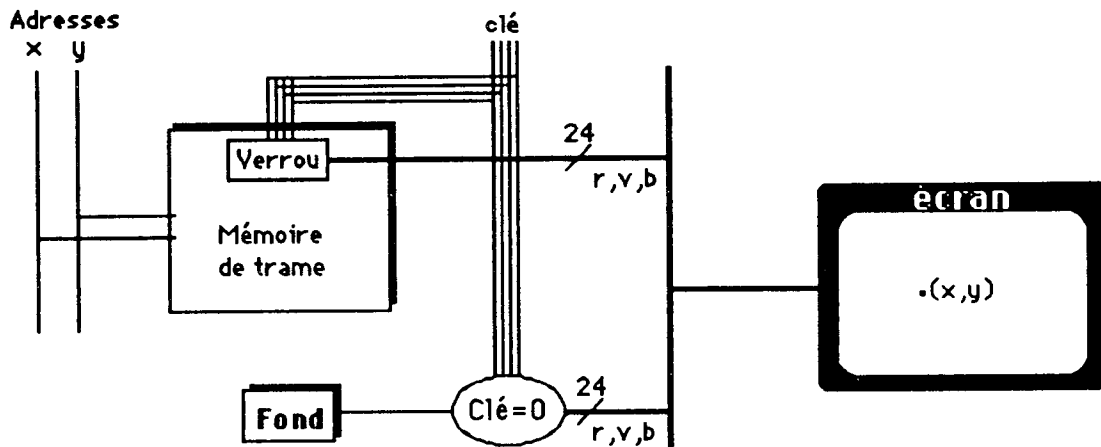 Adresses
x y
clé
Verrou
24
r,v,b
écran
Mémoire
de trame
.(x,y)
Fond
Clé=0
24
r,v,b